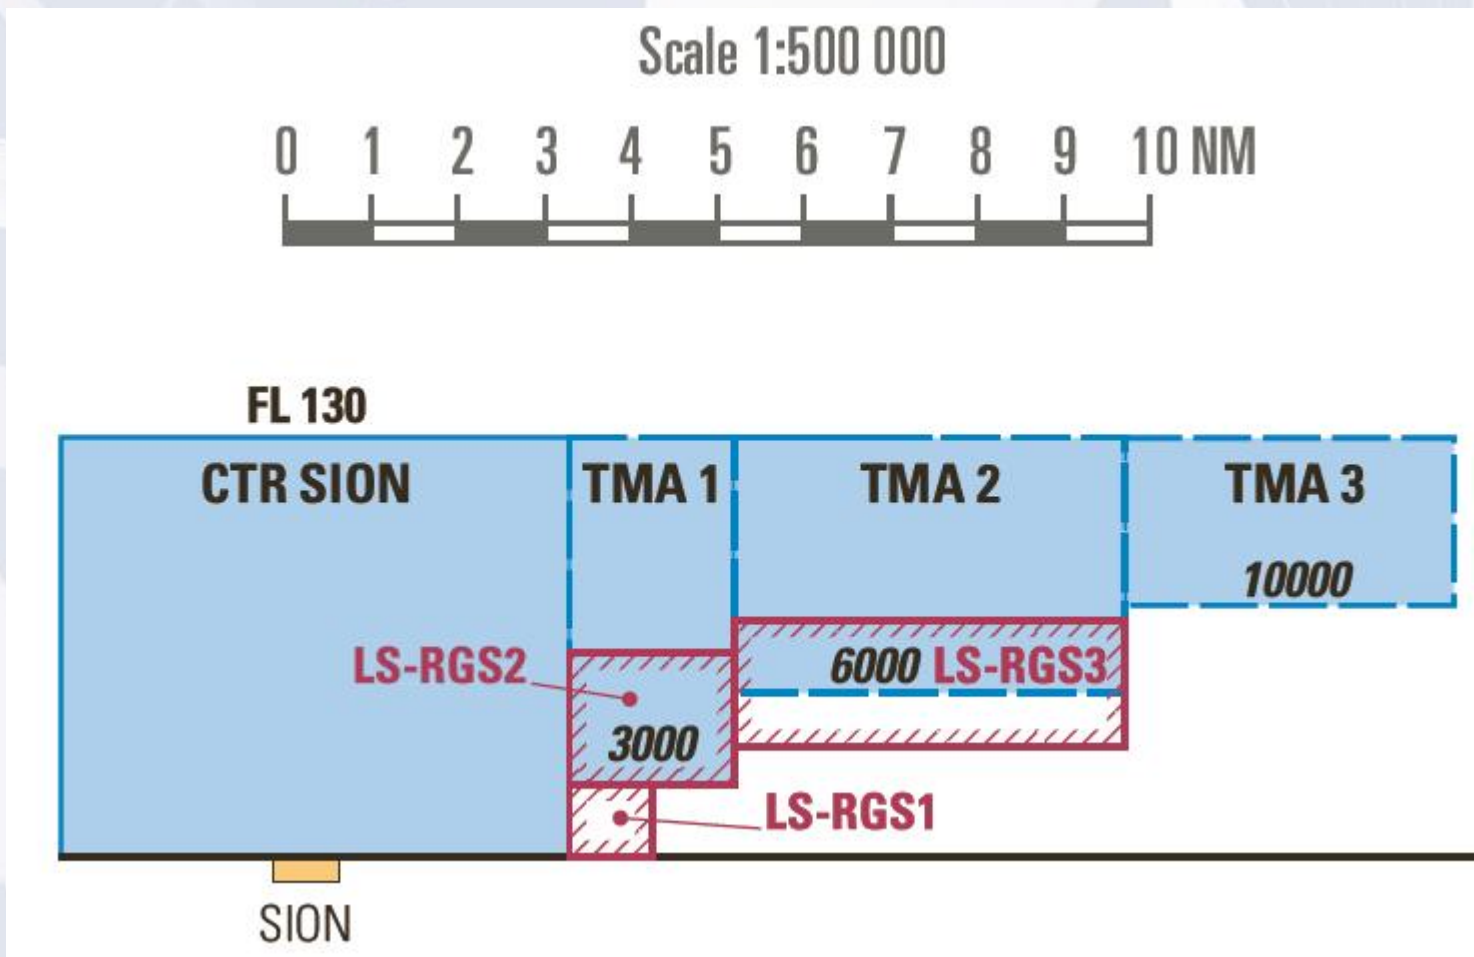 Scale 1:500 000
0 1 2 3 4 5 6 7 8 9 10 NM
FL 130
CTR SION
TMA 1
TMA 2
TMA 3
10000
LS-RGS2
6000 LS-RGS3
3000
LS-RGS1
SION